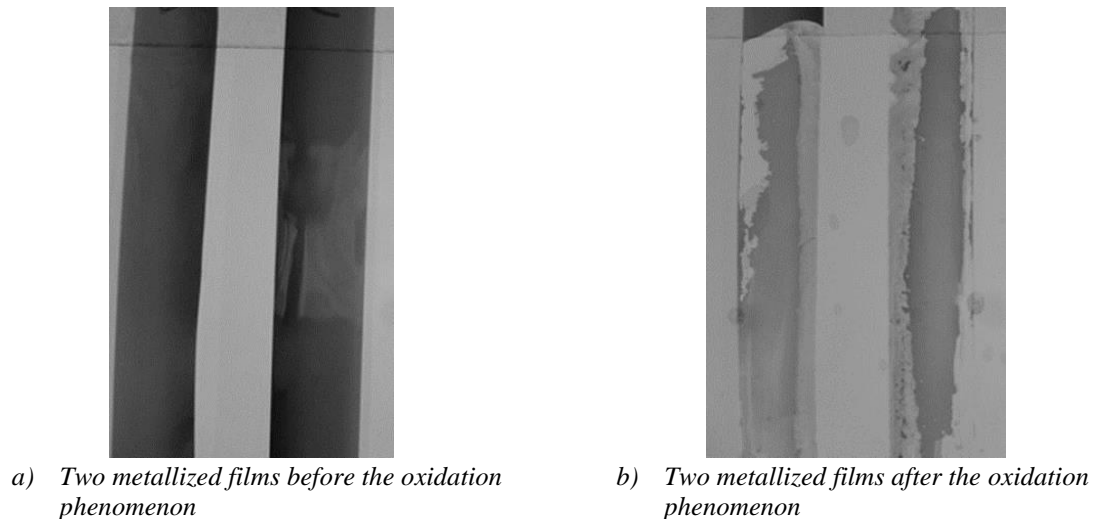 a) Two metallized films before the oxidation
phenomenon
b) Two metallized films after the oxidation
phenomenon